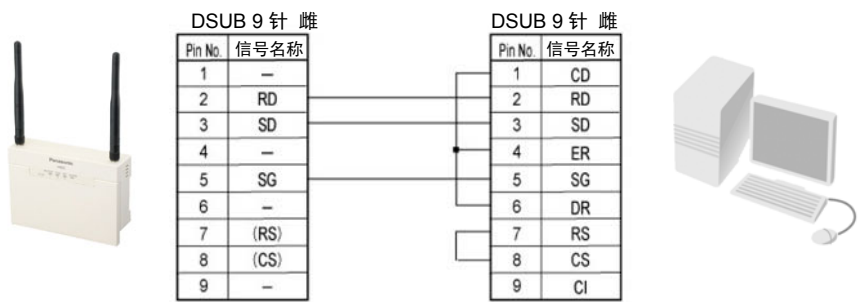 DSUB 9 针 雌 DSUB 9 针 雌
Pin No. 信号名称 Pin No. 信号名称
1 — 1 CD
2 RD 2 RD
3 SD 3 SD
4 — 4 ER
5 SG 5 SG
6 — 6 DR
7 (RS) 7 RS
8 (CS) 8 CS
9 — 9 CI
Panasonic